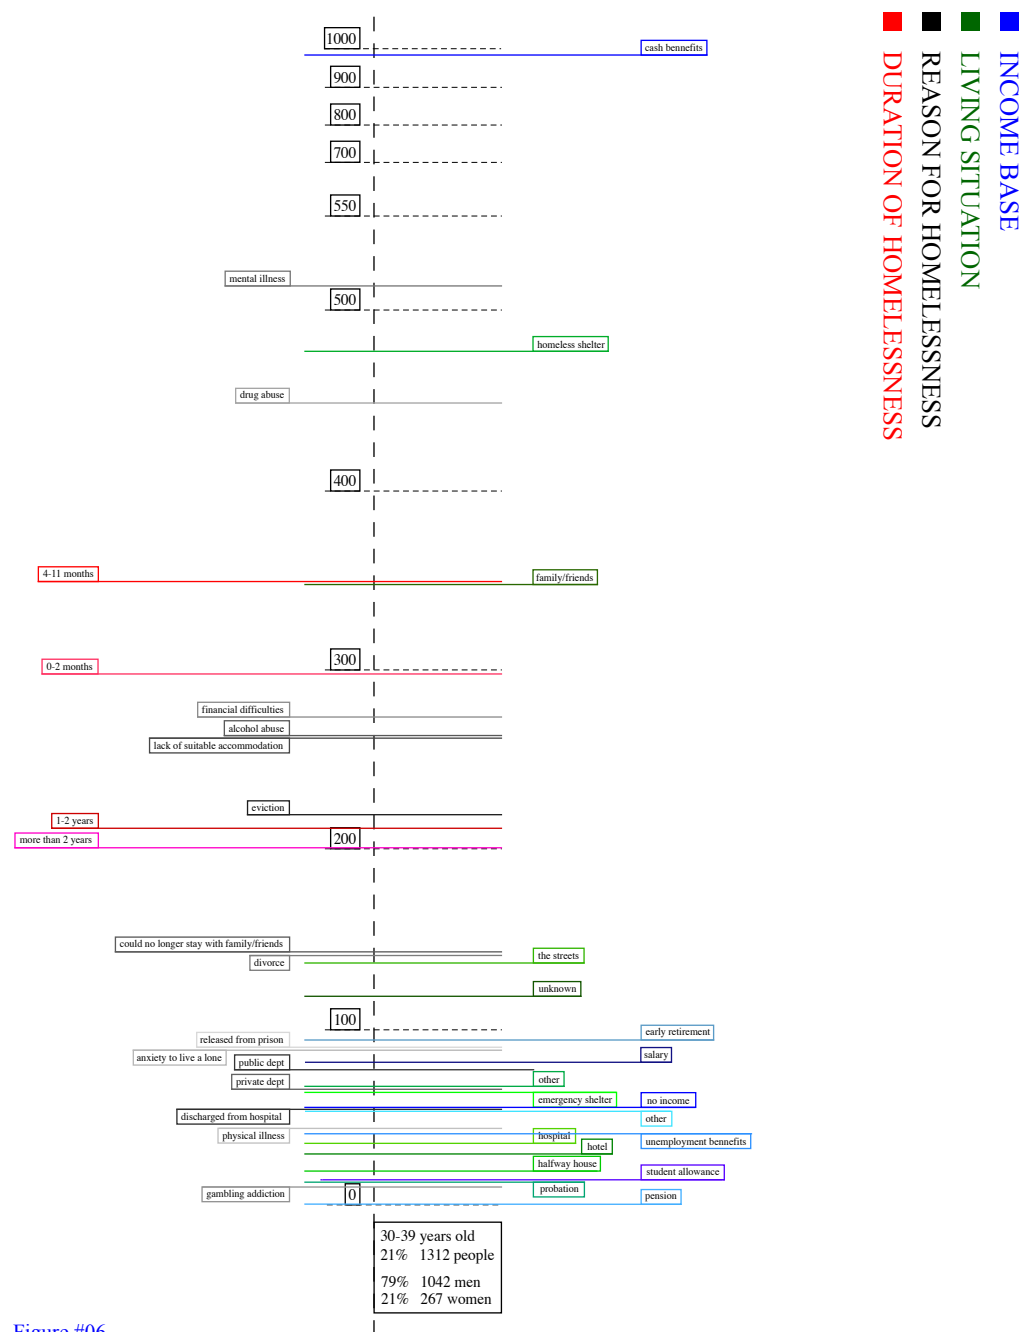 1000
cash bennefits
900
800
700
550
mental illness
500
homeless shelter
drug abuse
400
4-11 months
family/friends
0-2 months
300
financial difficulties
alcohol abuse
lack of suitable accommodation
eviction
1-2 years
more than 2 years
200
could no longer stay with family/friends
divorce
the streets
unknown
100
early retirement
released from prison
anxiety to live a lone
salary
public dept
private dept
other
emergency shelter
no income
discharged from hospital
other
physical illness
hospital
unemployment bennefits
hotel
halfway house
student allowance
gambling addiction
0
probation
pension
30-39 years old
21% 1312 people
79% 1042 men
21% 267 women
INCOME BASE
LIVING SITUATION
REASON FOR HOMELESSNESS
DURATION OF HOMELESSNESS
Figure #06